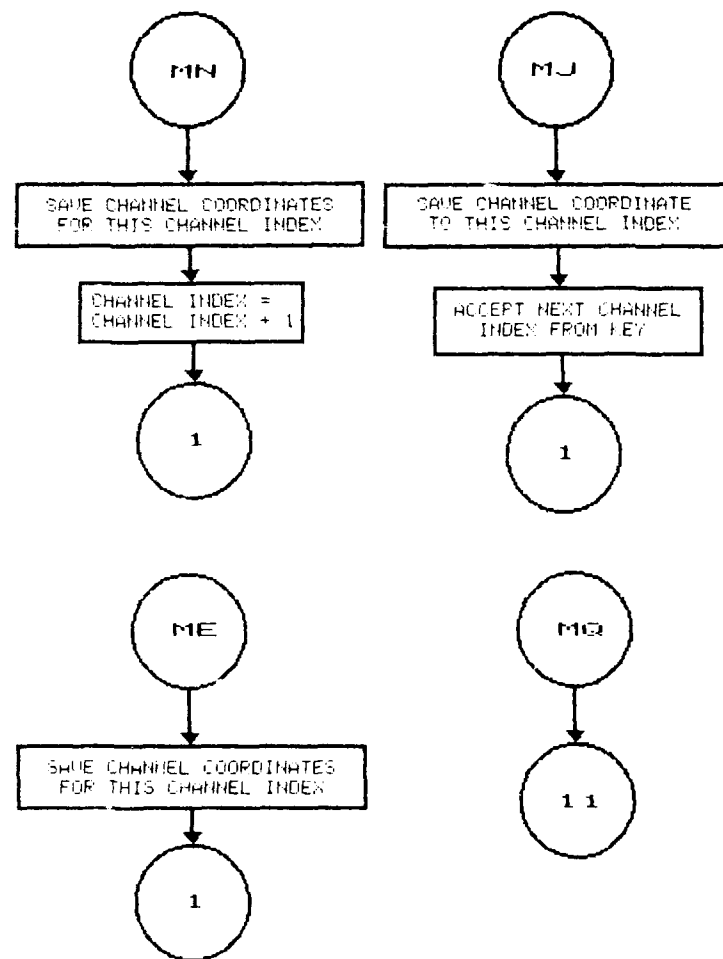 MN
SAVE CHANNEL COORDINATES
FOR THIS CHANNEL INDEX
CHANNEL INDEX =
CHANNEL INDEX + 1
1
MJ
SAVE CHANNEL COORDINATE
TO THIS CHANNEL INDEX
ACCEPT NEXT CHANNEL
INDEX FROM KEY
1
ME
SAVE CHANNEL COORDINATES
FOR THIS CHANNEL INDEX
1
MQ
11